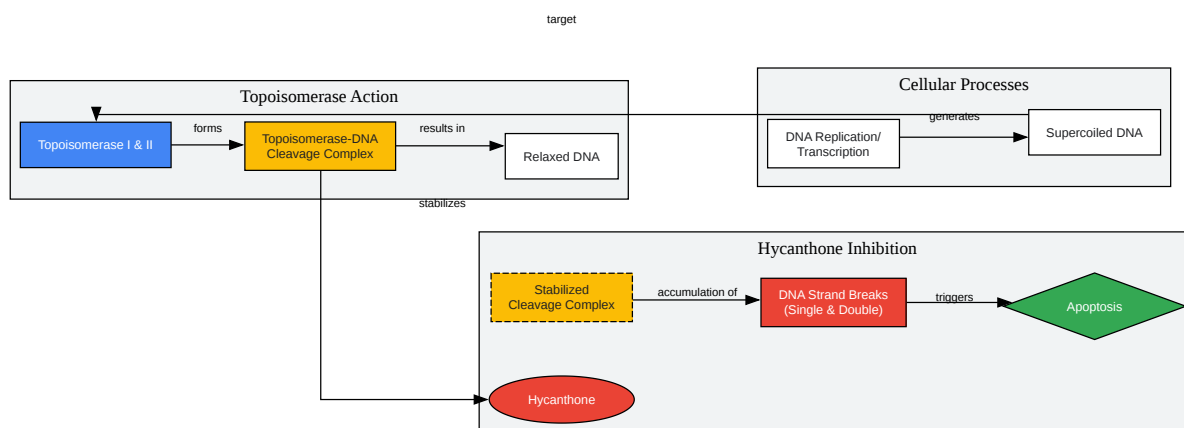 target
Topoisomerase Action
Topoisomerase I & II
forms
Topoisomerase-DNA
Cleavage Complex
results in
Relaxed DNA
Cellular Processes
DNA Replication/
Transcription
generates
Supercoiled DNA
stabilizes
Hycanthone Inhibition
Stabilized
Cleavage Complex
accumulation of
DNA Strand Breaks
(Single & Double)
triggers
Apoptosis
Hycanthone